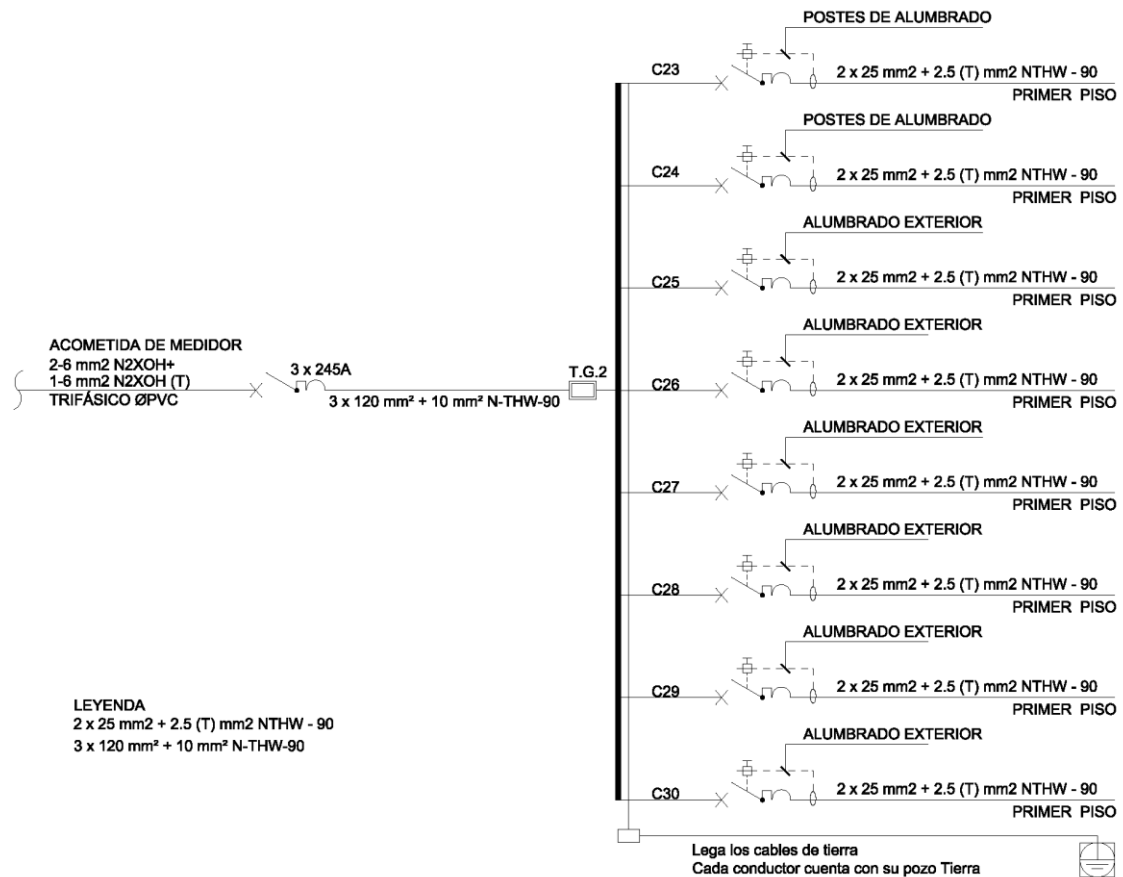 POSTES DE ALUMBRADO
C23
2 x 25 mm2 + 2.5 (T) mm2 NTHW - 90
PRIMER PISO
POSTES DE ALUMBRADO
C24
2 x 25 mm2 + 2.5 (T) mm2 NTHW - 90
PRIMER PISO
ALUMBRADO EXTERIOR
C25
2 x 25 mm2 + 2.5 (T) mm2 NTHW - 90
PRIMER PISO
ACOMETIDA DE MEDIDOR
2-6 mm2 N2XOH+
1-6 mm2 N2XOH (T)
TRIFÁSICO ØPVC
3 x 245A
3 x 120 mm² + 10 mm² N-THW-90
T.G.2
ALUMBRADO EXTERIOR
C26
2 x 25 mm2 + 2.5 (T) mm2 NTHW - 90
PRIMER PISO
ALUMBRADO EXTERIOR
C27
2 x 25 mm2 + 2.5 (T) mm2 NTHW - 90
PRIMER PISO
ALUMBRADO EXTERIOR
C28
2 x 25 mm2 + 2.5 (T) mm2 NTHW - 90
PRIMER PISO
ALUMBRADO EXTERIOR
C29
2 x 25 mm2 + 2.5 (T) mm2 NTHW - 90
PRIMER PISO
LEYENDA
2 x 25 mm2 + 2.5 (T) mm2 NTHW - 90
3 x 120 mm² + 10 mm² N-THW-90
ALUMBRADO EXTERIOR
C30
2 x 25 mm2 + 2.5 (T) mm2 NTHW - 90
PRIMER PISO
Lega los cables de tierra
Cada conductor cuenta con su pozo Tierra